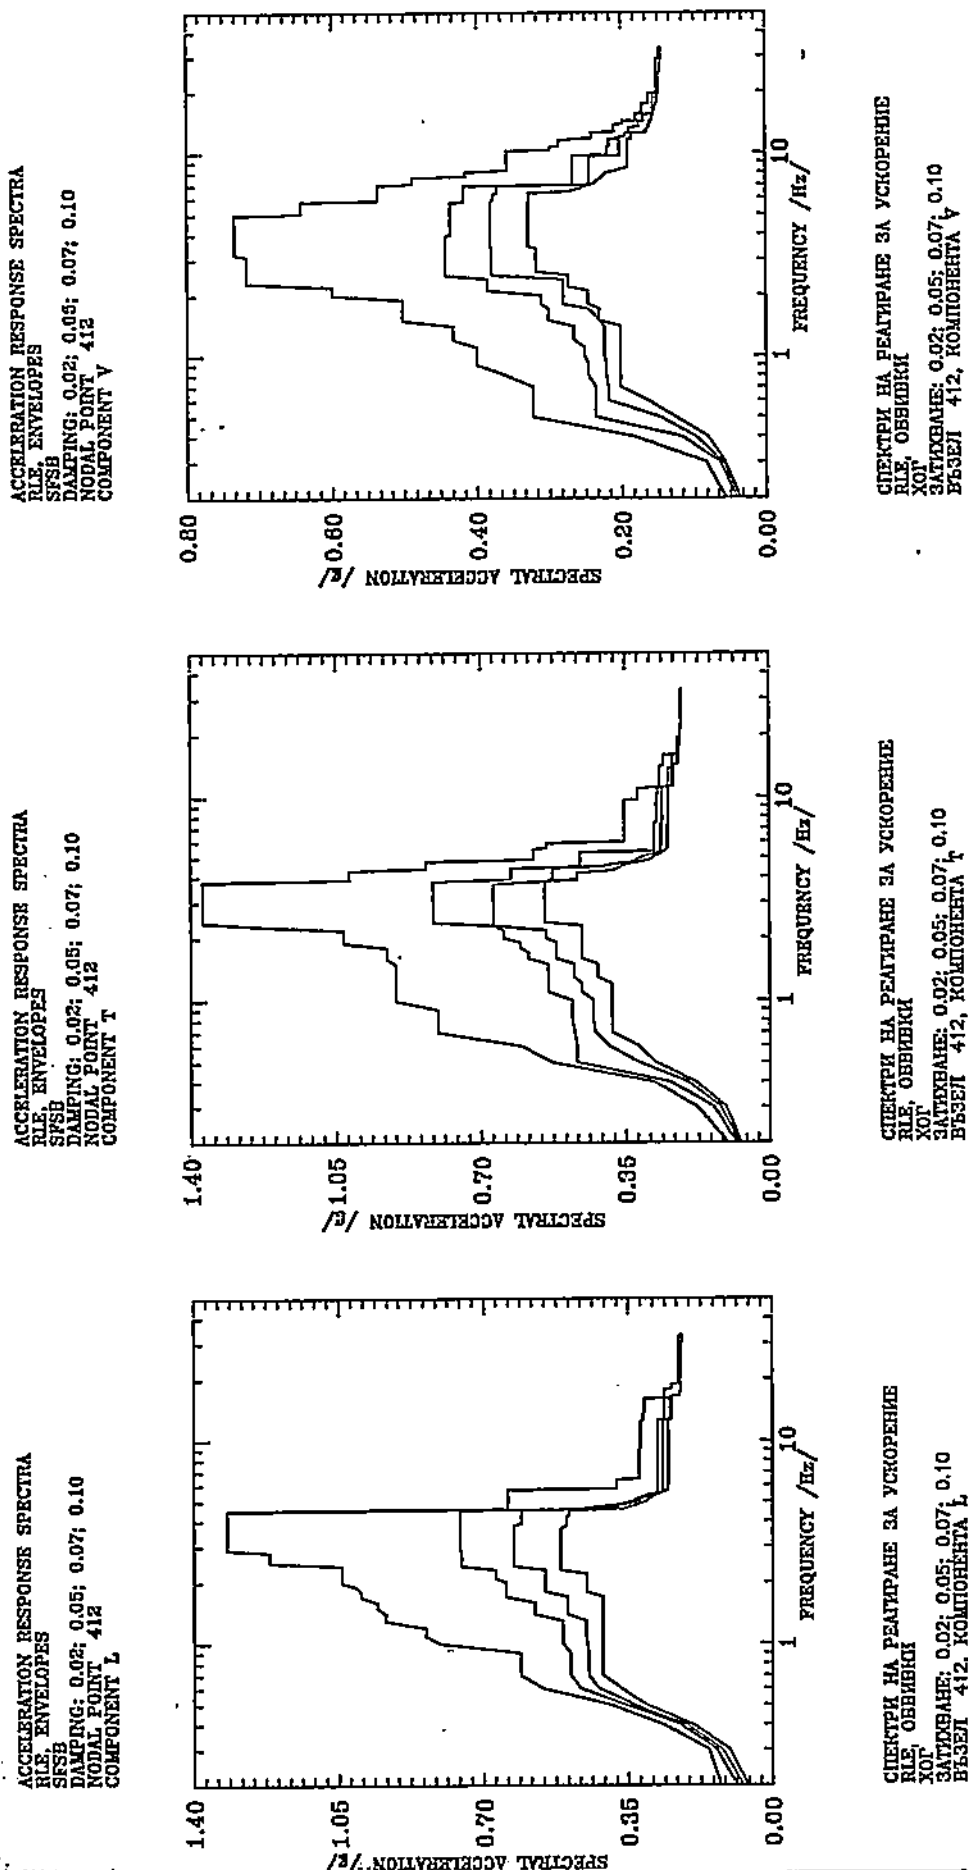 ACCELERATION RESPONSE SPECTRA
RLE, ENVELOPES
SFSB
DAMPING: 0.02; 0.05; 0.07; 0.10
NODAL POINT 412
COMPONENT L
1.40
1.05
0.70
0.35
0.00
SPECTRAL ACCELERATION /g/
1
10
FREQUENCY /Hz/
СПЕКТРИ НА РЕАГИРАНЕ ЗА УСКОРЕНИЕ
RLE, ОБВИВКИ
ХОГ
ЗАТИХВАНЕ: 0.02; 0.05; 0.07; 0.10
ВЪЗЕЛ 412, КОМПОНЕНТА L
ACCELERATION RESPONSE SPECTRA
RLE, ENVELOPES
SFSB
DAMPING: 0.02; 0.05; 0.07; 0.10
NODAL POINT 412
COMPONENT T
1.40
1.05
0.70
0.35
0.00
SPECTRAL ACCELERATION /g/
1
10
FREQUENCY /Hz/
СПЕКТРИ НА РЕАГИРАНЕ ЗА УСКОРЕНИЕ
RLE, ОБВИВКИ
ХОГ
ЗАТИХВАНЕ: 0.02; 0.05; 0.07; 0.10
ВЪЗЕЛ 412, КОМПОНЕНТА T
ACCELERATION RESPONSE SPECTRA
RLE, ENVELOPES
SFSB
DAMPING: 0.02; 0.05; 0.07; 0.10
NODAL POINT 412
COMPONENT V
0.80
0.60
0.40
0.20
0.00
SPECTRAL ACCELERATION /g/
1
10
FREQUENCY /Hz/
СПЕКТРИ НА РЕАГИРАНЕ ЗА УСКОРЕНИЕ
RLE, ОБВИВКИ
ХОГ
ЗАТИХВАНЕ: 0.02; 0.05; 0.07; 0.10
ВЪЗЕЛ 412, КОМПОНЕНТА V